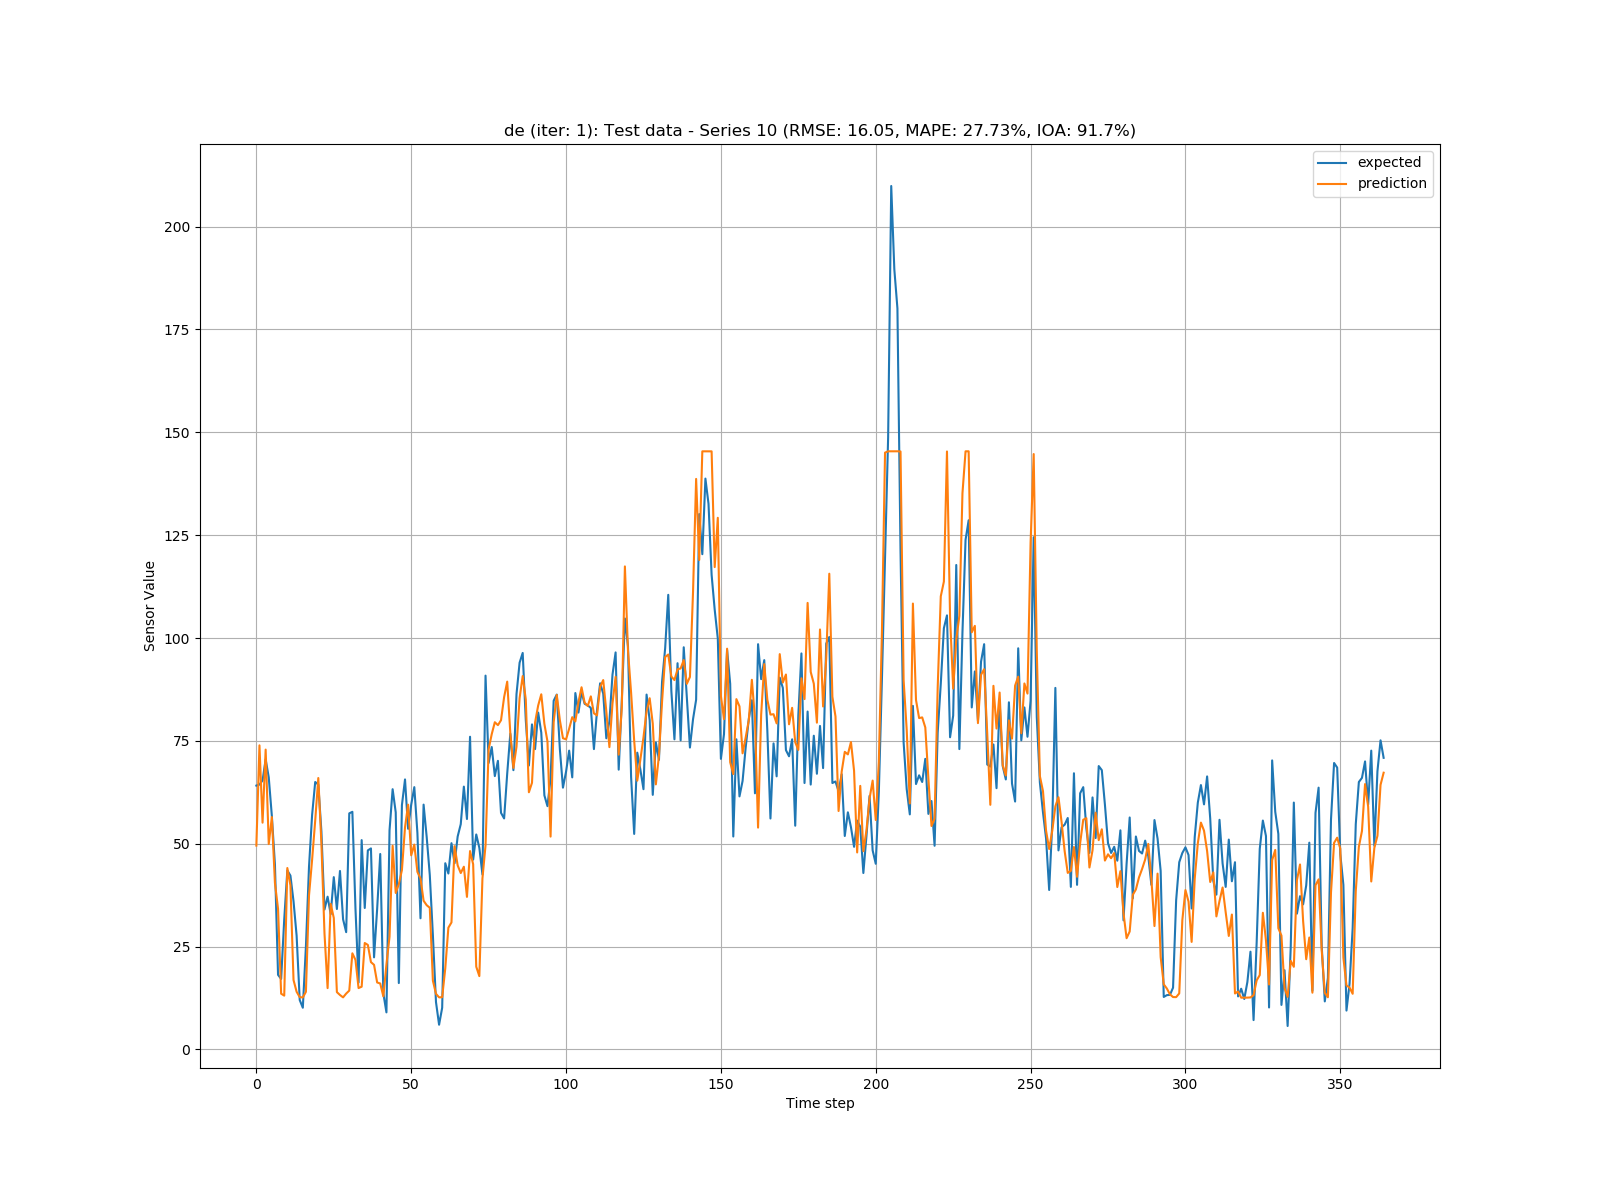 de (iter: 1): Test data - Series 10 (RMSE: 16.05, MAPE: 27.73%, IOA: 91.7%)
expected
prediction
200
175
150
125
100
75
50
25
0
Sensor Value
0 50 100 150 200 250 300 350
Time step